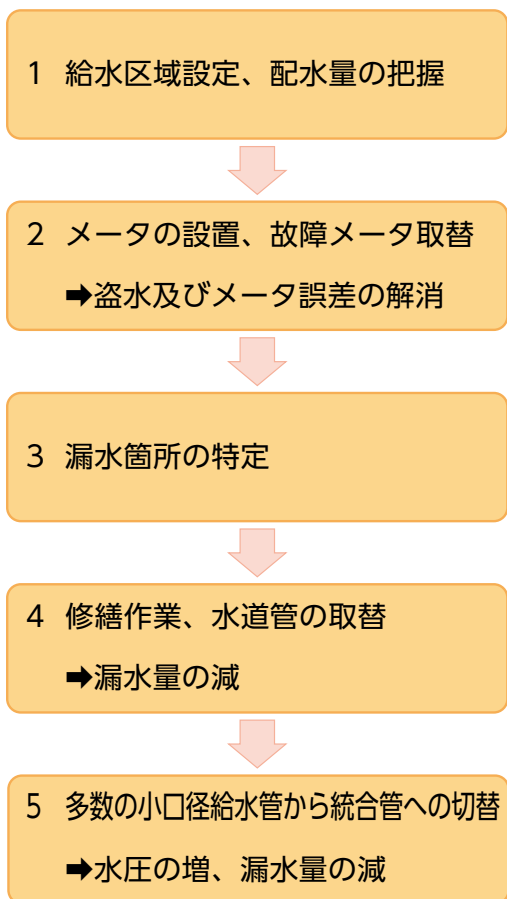 1 給水区域設定、配水量の把握
2 メータの設置、故障メータ取替
➡盗水及びメータ誤差の解消
3 漏水箇所の特定
4 修繕作業、水道管の取替
➡漏水量の減
5 多数の小口径給水管から統合管への切替
➡水圧の増、漏水量の減